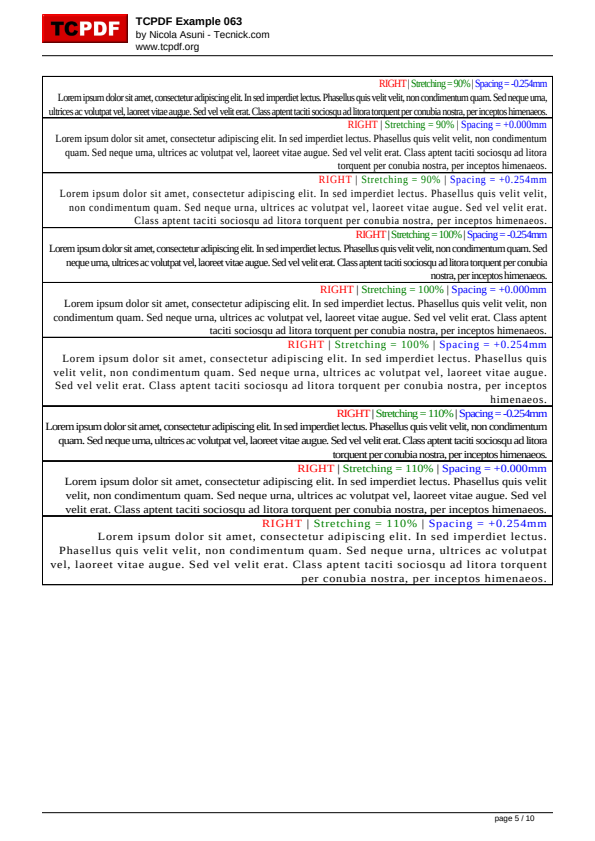 TCPDF
TCPDF Example 063
by Nicola Asuni - Tecnick.com
www.tcpdf.org
RIGHT | Stretching = 90% | Spacing = -0.254mm
Lorem ipsum dolor sit amet, consectetur adipiscing elit. In sed imperdiet lectus. Phasellus quis velit velit, non condimentum quam. Sed neque urna,
ultrices ac volutpat vel, laoreet vitae augue. Sed vel velit erat. Class aptent taciti sociosqu ad litora torquent per conubia nostra, per inceptos himenaeos.
RIGHT | Stretching = 90% | Spacing = +0.000mm
Lorem ipsum dolor sit amet, consectetur adipiscing elit. In sed imperdiet lectus. Phasellus quis velit velit, non condimentum
quam. Sed neque urna, ultrices ac volutpat vel, laoreet vitae augue. Sed vel velit erat. Class aptent taciti sociosqu ad litora
torquent per conubia nostra, per inceptos himenaeos.
RIGHT | Stretching = 90% | Spacing = +0.254mm
Lorem ipsum dolor sit amet, consectetur adipiscing elit. In sed imperdiet lectus. Phasellus quis velit velit,
non condimentum quam. Sed neque urna, ultrices ac volutpat vel, laoreet vitae augue. Sed vel velit erat.
Class aptent taciti sociosqu ad litora torquent per conubia nostra, per inceptos himenaeos.
RIGHT | Stretching = 100% | Spacing = -0.254mm
Lorem ipsum dolor sit amet, consectetur adipiscing elit. In sed imperdiet lectus. Phasellus quis velit velit, non condimentum quam. Sed
neque urna, ultrices ac volutpat vel, laoreet vitae augue. Sed vel velit erat. Class aptent taciti sociosqu ad litora torquent per conubia
nostra, per inceptos himenaeos.
RIGHT | Stretching = 100% | Spacing = +0.000mm
Lorem ipsum dolor sit amet, consectetur adipiscing elit. In sed imperdiet lectus. Phasellus quis velit velit, non
condimentum quam. Sed neque urna, ultrices ac volutpat vel, laoreet vitae augue. Sed vel velit erat. Class aptent
taciti sociosqu ad litora torquent per conubia nostra, per inceptos himenaeos.
RIGHT | Stretching = 100% | Spacing = +0.254mm
Lorem ipsum dolor sit amet, consectetur adipiscing elit. In sed imperdiet lectus. Phasellus quis
velit velit, non condimentum quam. Sed neque urna, ultrices ac volutpat vel, laoreet vitae augue.
Sed vel velit erat. Class aptent taciti sociosqu ad litora torquent per conubia nostra, per inceptos
himenaeos.
RIGHT | Stretching = 110% | Spacing = -0.254mm
Lorem ipsum dolor sit amet, consectetur adipiscing elit. In sed imperdiet lectus. Phasellus quis velit velit, non condimentum
quam. Sed neque urna, ultrices ac volutpat vel, laoreet vitae augue. Sed vel velit erat. Class aptent taciti sociosqu ad litora
torquent per conubia nostra, per inceptos himenaeos.
RIGHT | Stretching = 110% | Spacing = +0.000mm
Lorem ipsum dolor sit amet, consectetur adipiscing elit. In sed imperdiet lectus. Phasellus quis velit
velit, non condimentum quam. Sed neque urna, ultrices ac volutpat vel, laoreet vitae augue. Sed vel
velit erat. Class aptent taciti sociosqu ad litora torquent per conubia nostra, per inceptos himenaeos.
RIGHT | Stretching = 110% | Spacing = +0.254mm
Lorem ipsum dolor sit amet, consectetur adipiscing elit. In sed imperdiet lectus.
Phasellus quis velit velit, non condimentum quam. Sed neque urna, ultrices ac volutpat
vel, laoreet vitae augue. Sed vel velit erat. Class aptent taciti sociosqu ad litora torquent
per conubia nostra, per inceptos himenaeos.
page 5 / 10